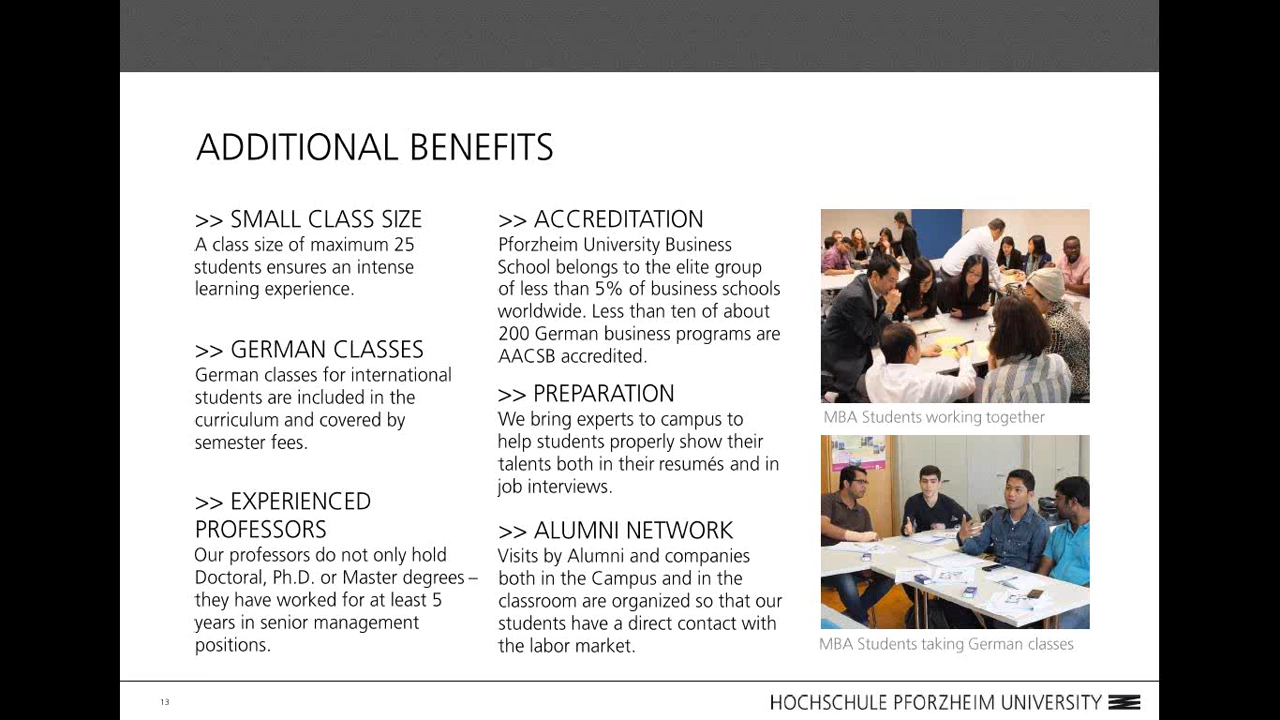 ADDITIONAL BENEFITS
>> SMALL CLASS SIZE
A class size of maximum 25
students ensures an intense
learning experience.
>> GERMAN CLASSES
German classes for international
students are included in the
curriculum and covered by
semester fees.
>> EXPERIENCED
PROFESSORS
Our professors do not only hold
Doctoral, Ph.D. or Master degrees –
they have worked for at least 5
years in senior management
positions.
>> ACCREDITATION
Pforzheim University Business
School belongs to the elite group
of less than 5% of business schools
worldwide. Less than ten of about
200 German business programs are
AACSB accredited.
>> PREPARATION
We bring experts to campus to
help students properly show their
talents both in their resumés and in
job interviews.
>> ALUMNI NETWORK
Visits by Alumni and companies
both in the Campus and in the
classroom are organized so that our
students have a direct contact with
the labor market.
MBA Students working together
MBA Students taking German classes
13
HOCHSCHULE PFORZHEIM UNIVERSITY